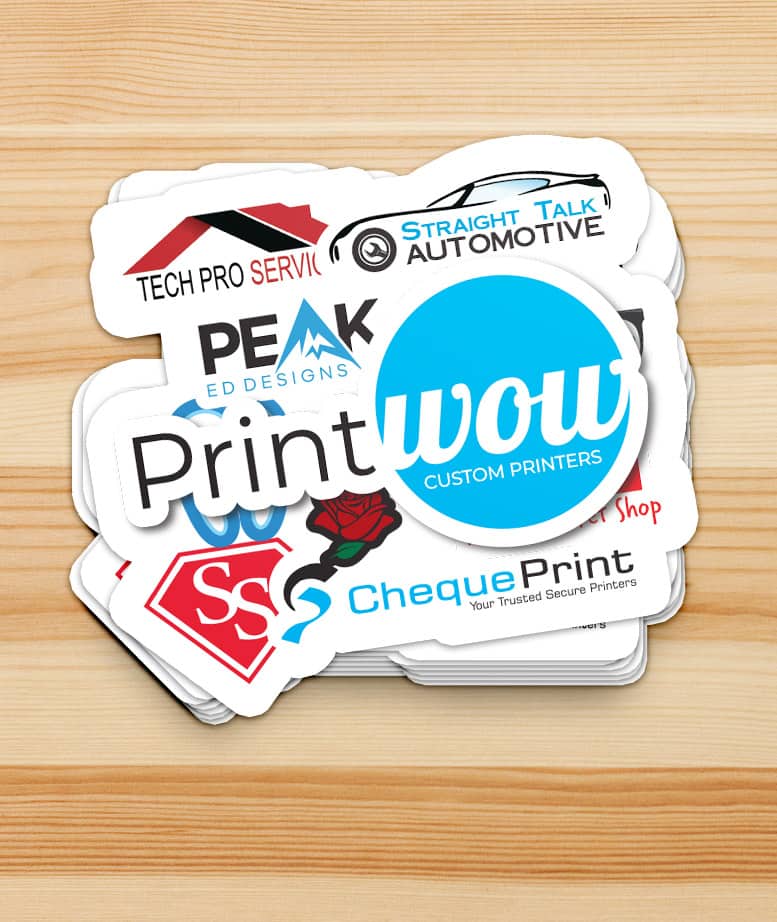 STRAIGHT TALK
AUTOMOTIVE
TECH PRO SERVIC
PEAK
ED DESIGNS
Print wow
CUSTOM PRINTERS
Shop
SS
ChequePrint
Your Trusted Secure Printers